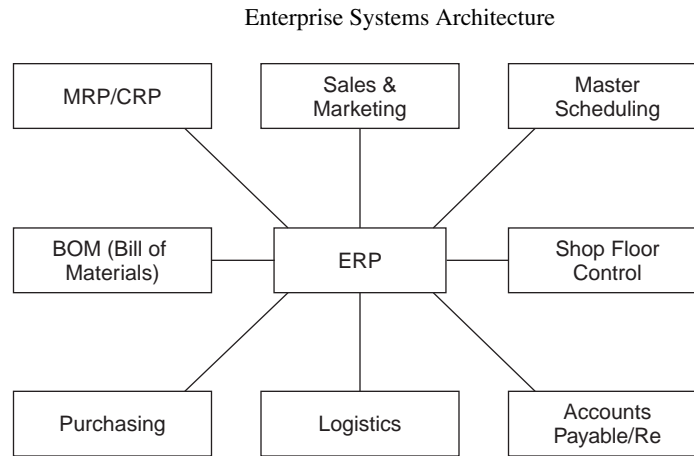 Enterprise Systems Architecture
MRP/CRP
Sales &
Marketing
Master
Scheduling
BOM (Bill of
Materials)
ERP
Shop Floor
Control
Purchasing
Logistics
Accounts
Payable/Re